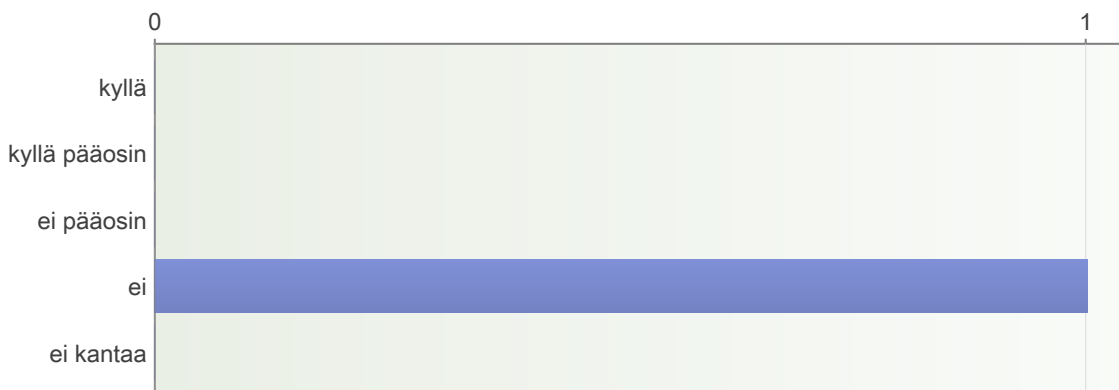 0 1
kyllä
kyllä pääosin
ei pääosin
ei
ei kantaa